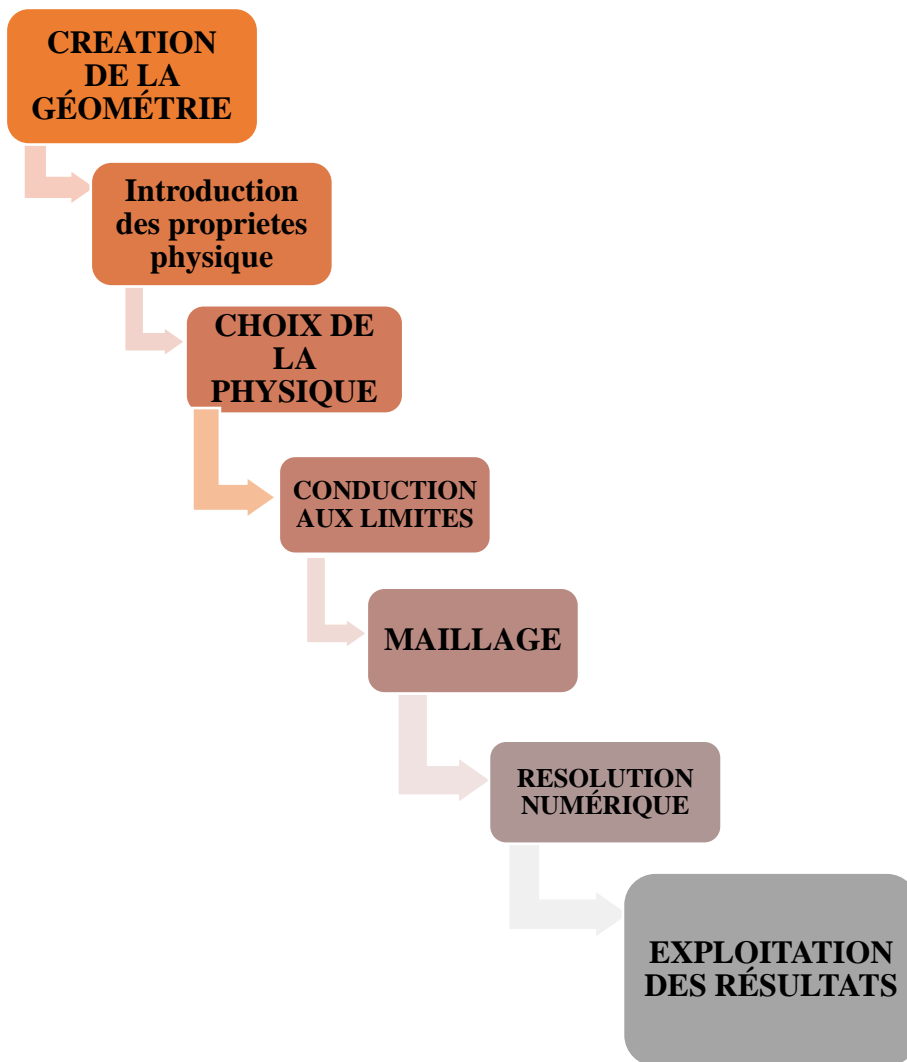 CREATION
DE LA
GÉOMÉTRIE
Introduction
des proprietes
physique
CHOIX DE
LA
PHYSIQUE
CONDUCTION
AUX LIMITES
MAILLAGE
RESOLUTION
NUMÉRIQUE
EXPLOITATION
DES RÉSULTATS